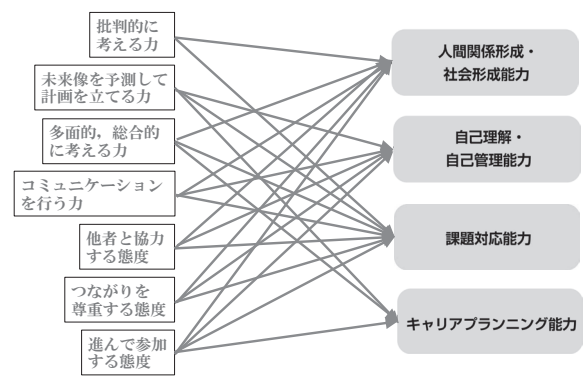 批判的に
考える力
未来像を予測して
計画を立てる力
多面的，総合的
に考える力
コミュニケーション
を行う力
他者と協力
する態度
つながりを
尊重する態度
進んで参加
する態度
人間関係形成・
社会形成能力
自己理解・
自己管理能力
課題対応能力
キャリアプランニング能力